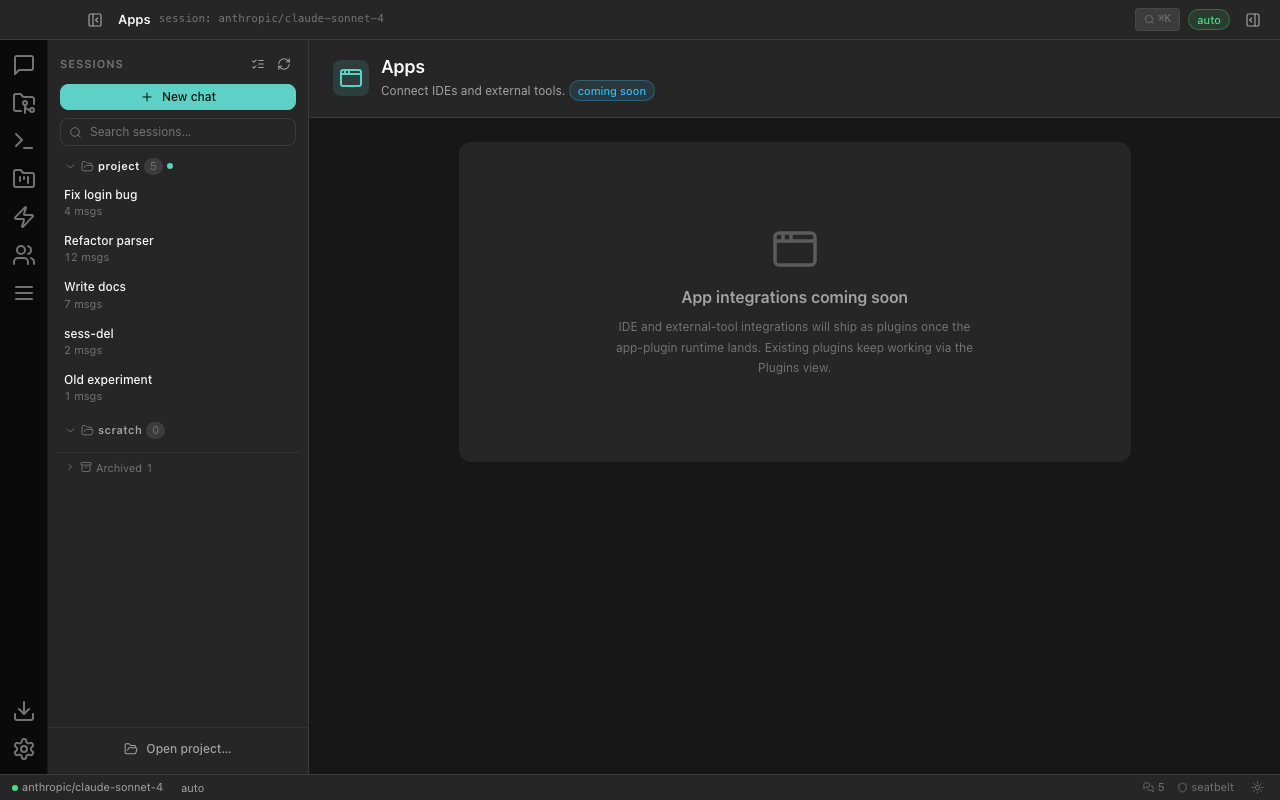 Apps session: anthropic/claude-sonnet-4
⌘K
auto
SESSIONS
New chat
Search sessions...
project 5
Fix login bug
4 msgs
Refactor parser
12 msgs
Write docs
7 msgs
sess-del
2 msgs
Old experiment
1 msgs
scratch 0
Archived 1
Open project...
Apps
Connect IDEs and external tools. coming soon
App integrations coming soon
IDE and external-tool integrations will ship as plugins once the
app-plugin runtime lands. Existing plugins keep working via the
Plugins view.
anthropic/claude-sonnet-4 auto
5 seatbelt